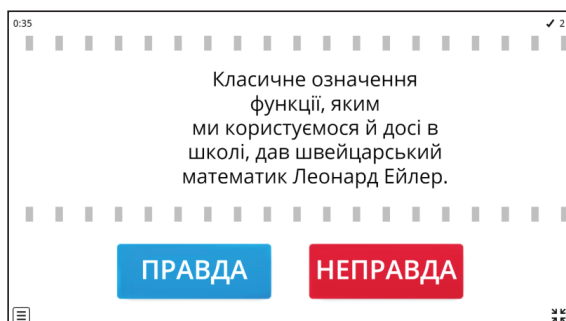 0:35
✓ 2
Класичне означення
функції, яким
ми користуємося й досі в
школі, дав швейцарський
математик Леонард Ейлер.
ПРАВДА
НЕПРАВДА